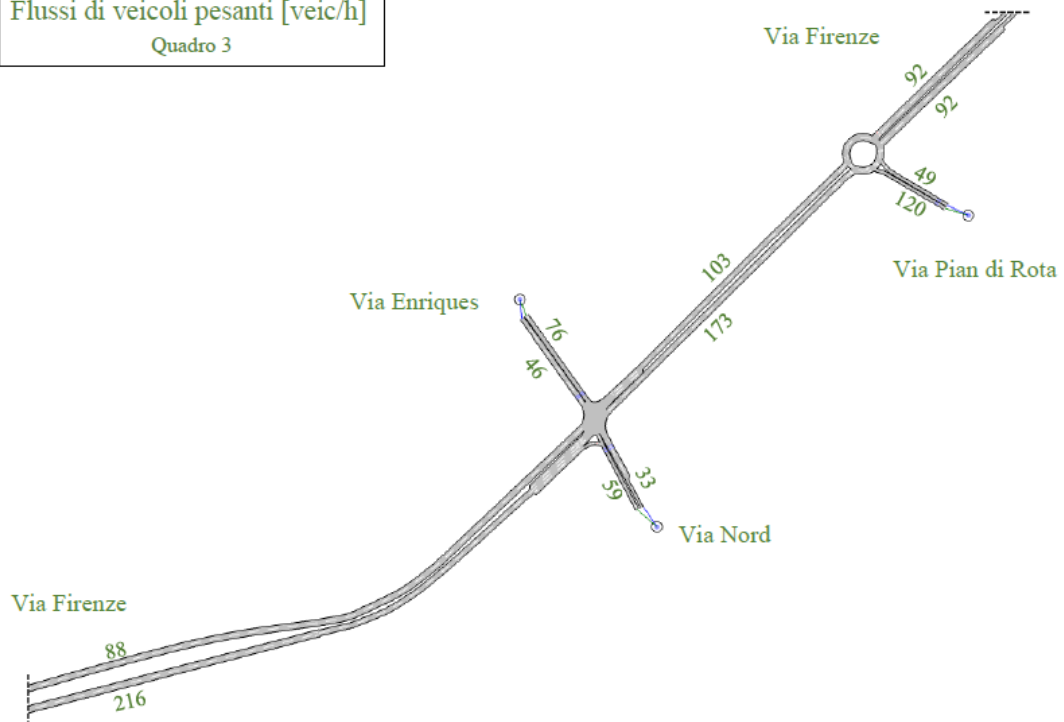 Flussi di veicoli pesanti [veic/h]
Quadro 3
Via Firenze
92
92
49
120
Via Pian di Rota
103
173
Via Enriques
76
46
33
59
Via Nord
Via Firenze
88
216